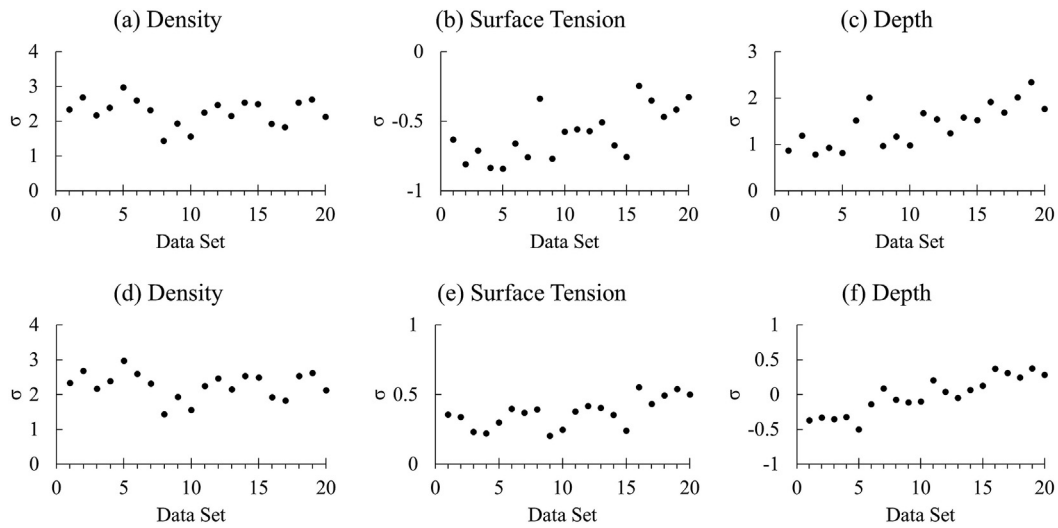 (a) Density
(b) Surface Tension
(c) Depth
4
3
2
1
0
σ
0 5 10 15 20
Data Set
0
-0.5
-1
σ
0 5 10 15 20
Data Set
3
2
1
0
σ
0 5 10 15 20
Data Set
(d) Density
(e) Surface Tension
(f) Depth
4
3
2
1
0
σ
0 5 10 15 20
Data Set
1
0.5
0
σ
0 5 10 15 20
Data Set
1
0.5
0
-0.5
-1
σ
0 5 10 15 20
Data Set